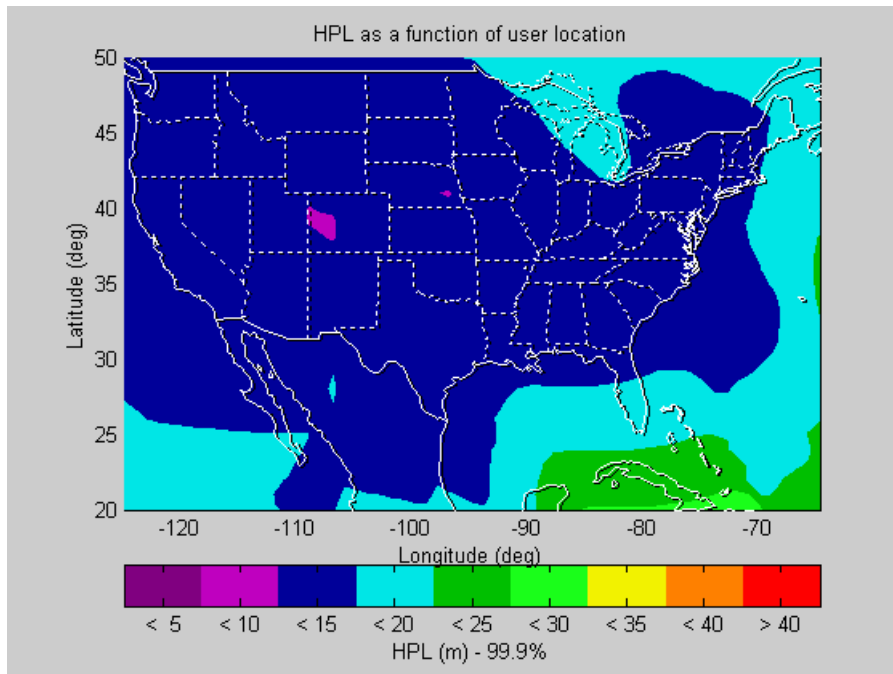 HPL as a function of user location
50
45
40
35
30
25
20
Latitude (deg)
-120 -110 -100 -90 -80 -70
Longitude (deg)
< 5 < 10 < 15 < 20 < 25 < 30 < 35 < 40 > 40
HPL (m) - 99.9%